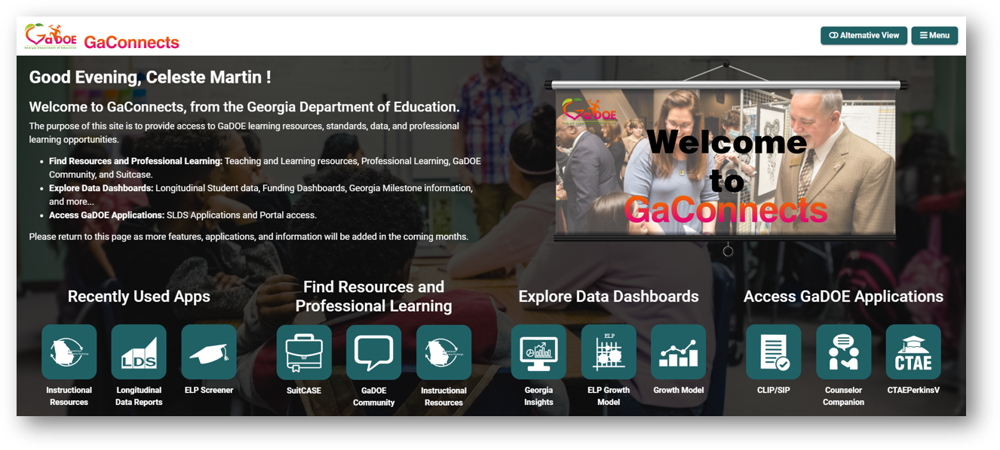 GaDOE
Georgia Department of Education
GaConnects
Alternative View
Menu
Good Evening, Celeste Martin !
Welcome to GaConnects, from the Georgia Department of Education.
The purpose of this site is to provide access to GaDOE learning resources, standards, data, and professional
learning opportunities.
• Find Resources and Professional Learning: Teaching and Learning resources, Professional Learning, GaDOE
Community, and Suitcase.
• Explore Data Dashboards: Longitudinal Student data, Funding Dashboards, Georgia Milestone information,
and more...
• Access GaDOE Applications: SLDS Applications and Portal access.
Please return to this page as more features, applications, and information will be added in the coming months.
GaDOE
Welcome
to
GaConnects
Recently Used Apps
Find Resources and
Professional Learning
Explore Data Dashboards
Access GaDOE Applications
LDS
ELP
CTAE
Instructional
Resources
Longitudinal
Data Reports
ELP Screener
SuitCASE
GaDOE
Community
Instructional
Resources
Georgia
Insights
ELP Growth
Model
Growth Model
CLIP/SIP
Counselor
Companion
CTAEPerkinsV